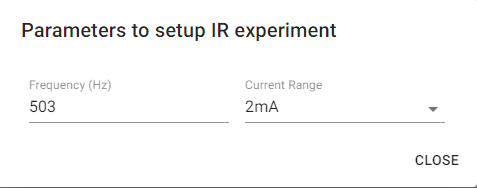 Parameters to setup IR experiment
Frequency (Hz) Current Range
503 2mA
CLOSE